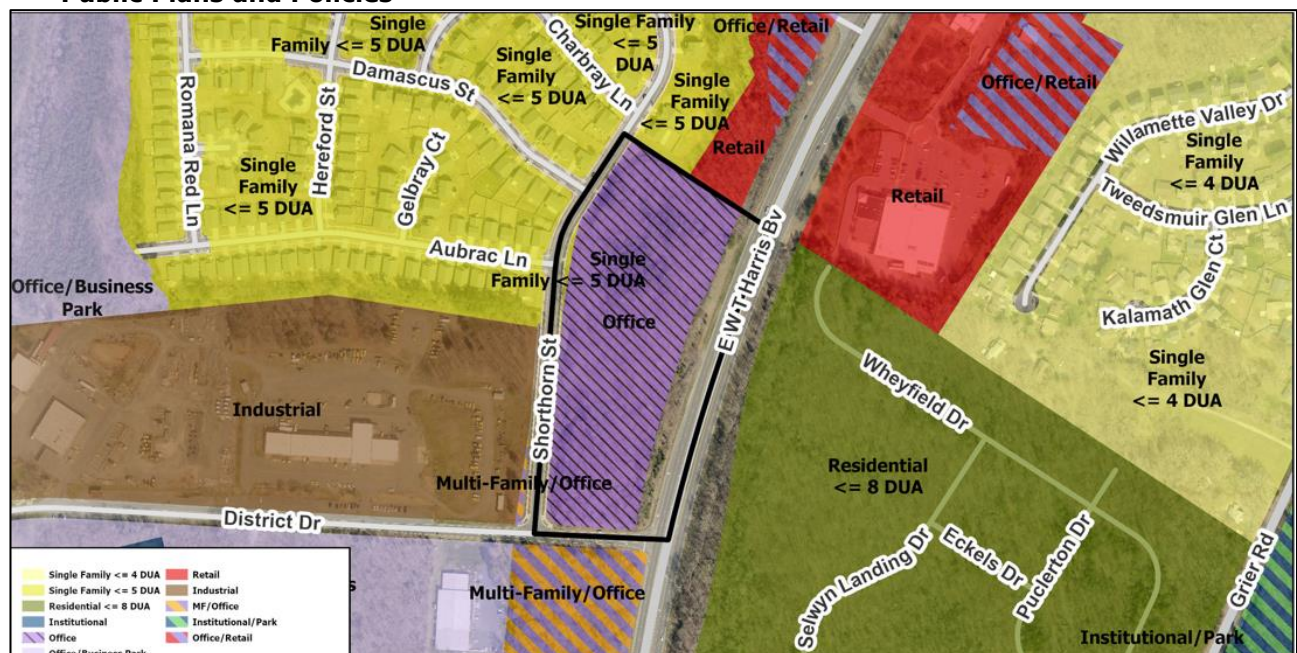 Public Plans and Policies
Single
Family <= 5 DUA
Single Family
<= 5
DUA
Office/Retail
Single
Family
<= 5 DUA
Charbray Ln
Damascus St
Single
Family
<= 5 DUA
Romana Red Ln
Hereford St
Gelbray Ct
Office/Retail
Willamette Valley Dr
Single
Family
<= 4 DUA
Retail
Retail
Tweedsmuir Glen Ln
Single
Family
<= 5 DUA
Aubrac Ln
Single
Family <= 5 DUA
Office
E W T Harris Bv
Kalamath Glen Ct
Office/Business
Park
Shorthorn St
Wheyfield Dr
Single
Family
<= 4 DUA
Industrial
Residential
<= 8 DUA
Multi-Family/Office
District Dr
Selwyn Landing Dr
Eckels Dr
Puclerton Dr
Grier Rd
Multi-Family/Office
Institutional/Park
Single Family <= 4 DUA
Single Family <= 5 DUA
Residential <= 8 DUA
Institutional
Office
Office/Business Park
Retail
Industrial
MF/Office
Institutional/Park
Office/Retail